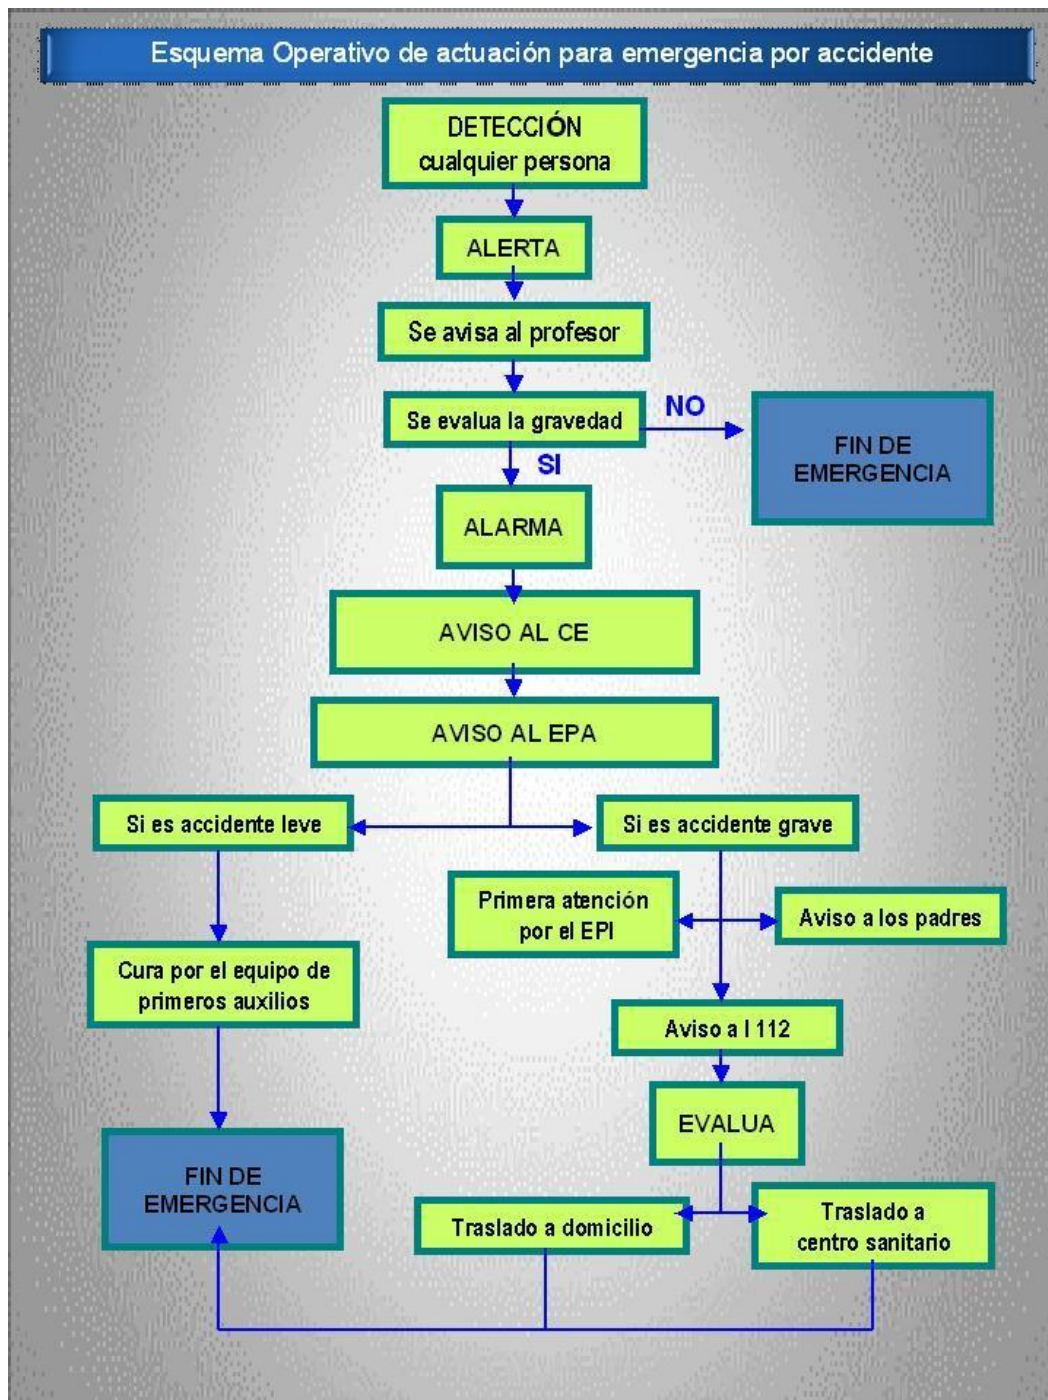 Esquema Operativo de actuación para emergencia por accidente
DETECCIÓN
cualquier persona
ALERTA
Se avisa al profesor
Se evalua la gravedad
NO
FIN DE
EMERGENCIA
SI
ALARMA
AVISO AL CE
AVISO AL EPA
Si es accidente leve
Si es accidente grave
Primera atención
por el EPI
Aviso a los padres
Cura por el equipo de
primeros auxilios
Aviso a l 112
EVALUA
FIN DE
EMERGENCIA
Traslado a domicilio
Traslado a
centro sanitario